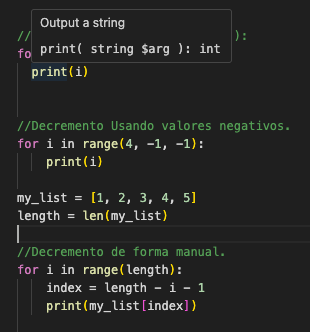 Output a string
print( string $arg ): int
// ):
fo
print(i)
//Decremento Usando valores negativos.
for i in range(4, -1, -1):
print(i)
my_list = [1, 2, 3, 4, 5]
length = len(my_list)
//Decremento de forma manual.
for i in range(length):
index = length - i - 1
print(my_list[index])